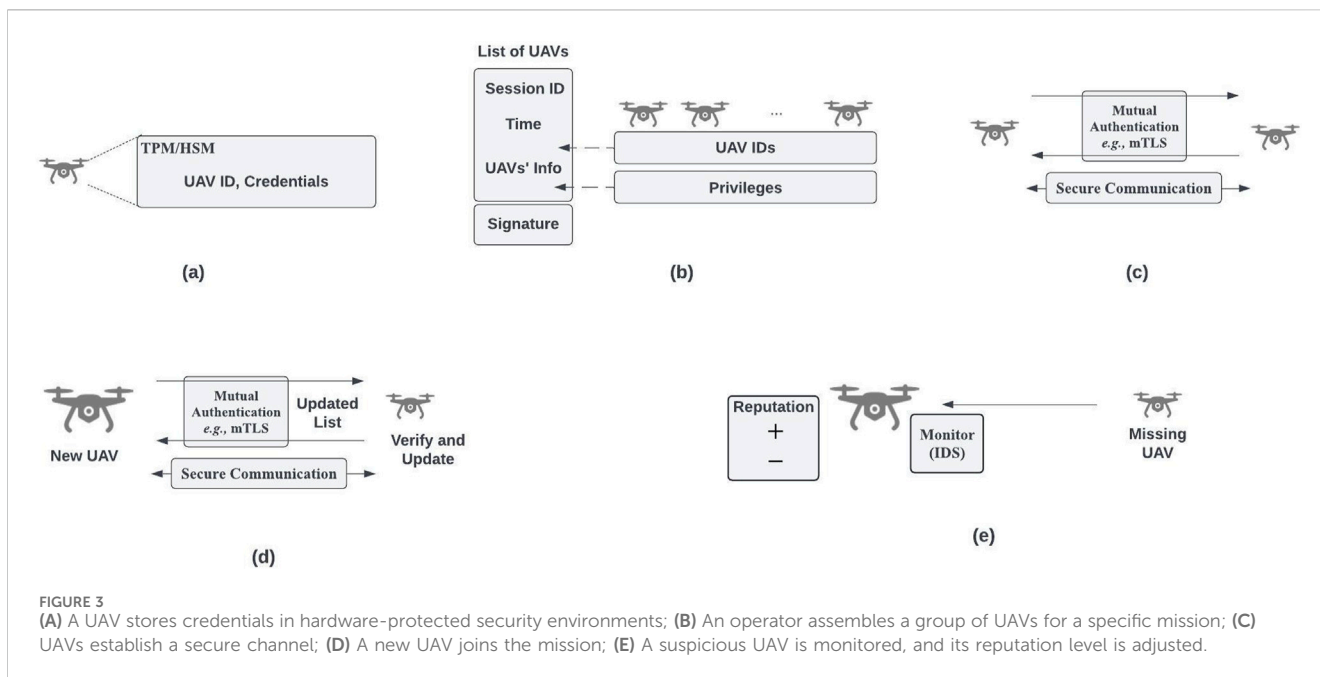 TPM/HSM
UAV ID, Credentials
(a)
List of UAVs
Session ID
Time
UAVs' Info
Signature
...
UAV IDs
Privileges
(b)
Mutual
Authentication
e.g., mTLS
Secure Communication
(c)
New UAV
Mutual
Authentication
e.g., mTLS
Updated
List
Secure Communication
Verify and
Update
(d)
Reputation
+
−
Monitor
(IDS)
Missing
UAV
(e)
FIGURE 3
(A) A UAV stores credentials in hardware-protected security environments; (B) An operator assembles a group of UAVs for a specific mission; (C)
UAVs establish a secure channel; (D) A new UAV joins the mission; (E) A suspicious UAV is monitored, and its reputation level is adjusted.